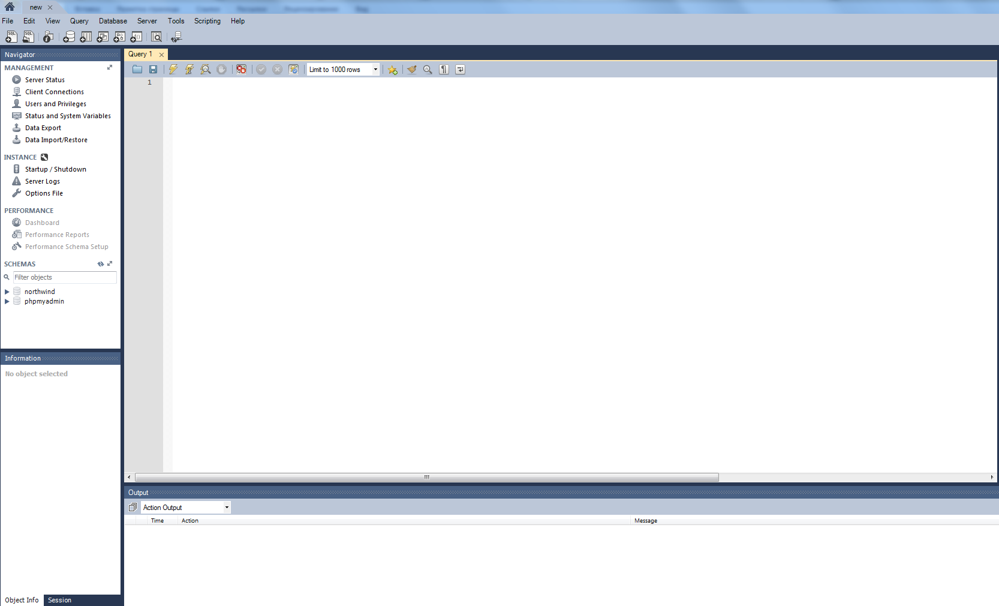 new
File Edit View Query Database Server Tools Scripting Help
Navigator
MANAGEMENT
Server Status
Client Connections
Users and Privileges
Status and System Variables
Data Export
Data Import/Restore
INSTANCE
Startup / Shutdown
Server Logs
Options File
PERFORMANCE
Dashboard
Performance Reports
Performance Schema Setup
SCHEMAS
Filter objects
northwind
phpmyadmin
Information
No object selected
Object Info Session
Query 1
Limit to 1000 rows
1
Output
Action Output
Time Action Message